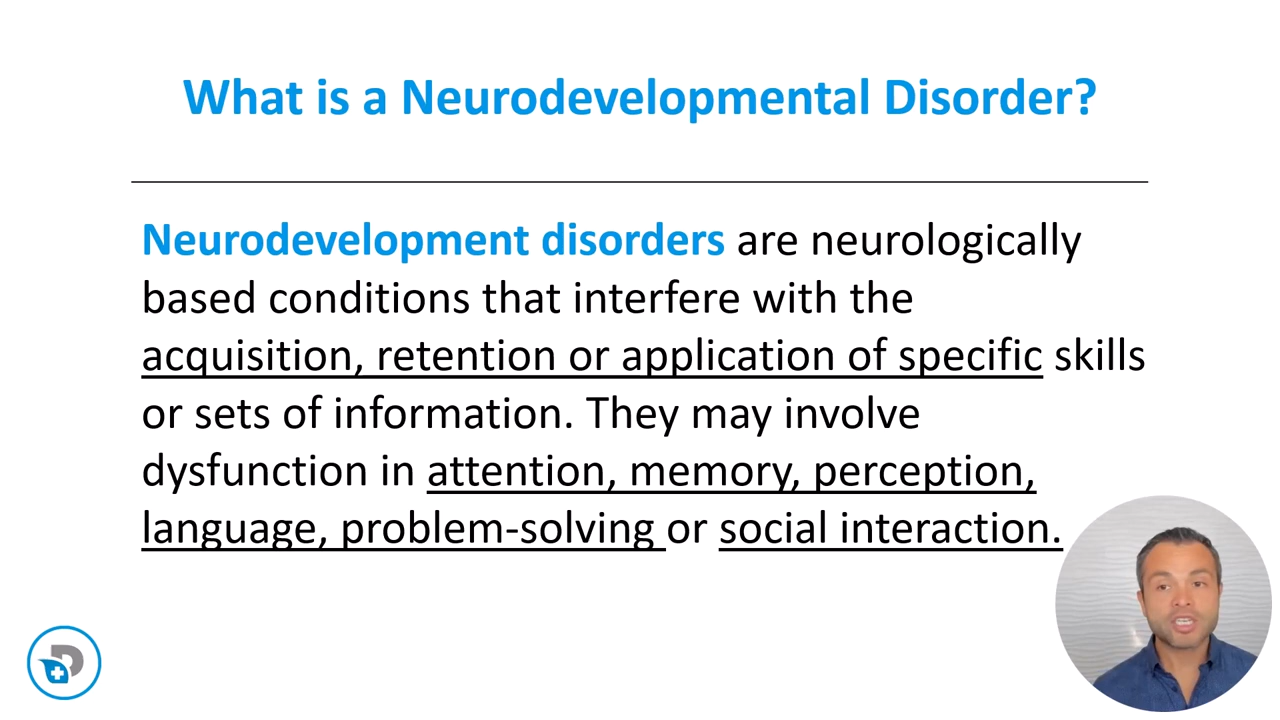 What is a Neurodevelopmental Disorder?
Neurodevelopment disorders are neurologically
based conditions that interfere with the
acquisition, retention or application of specific skills
or sets of information. They may involve
dysfunction in attention, memory, perception,
language, problem-solving or social interaction.